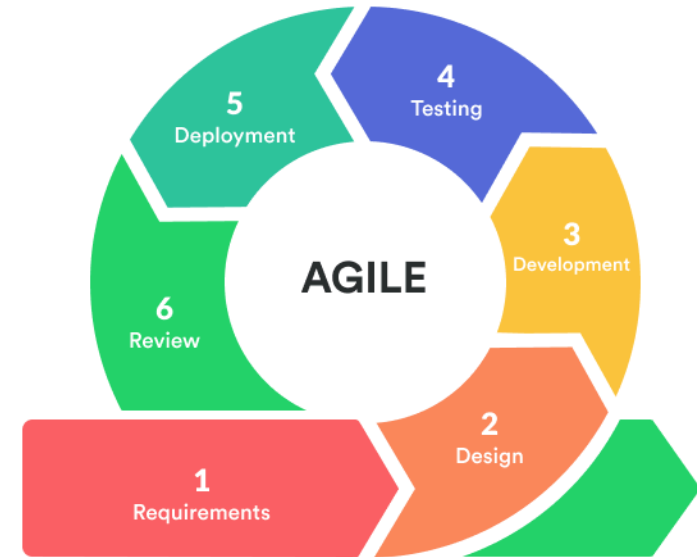 AGILE
1
Requirements
2
Design
3
Development
4
Testing
5
Deployment
6
Review